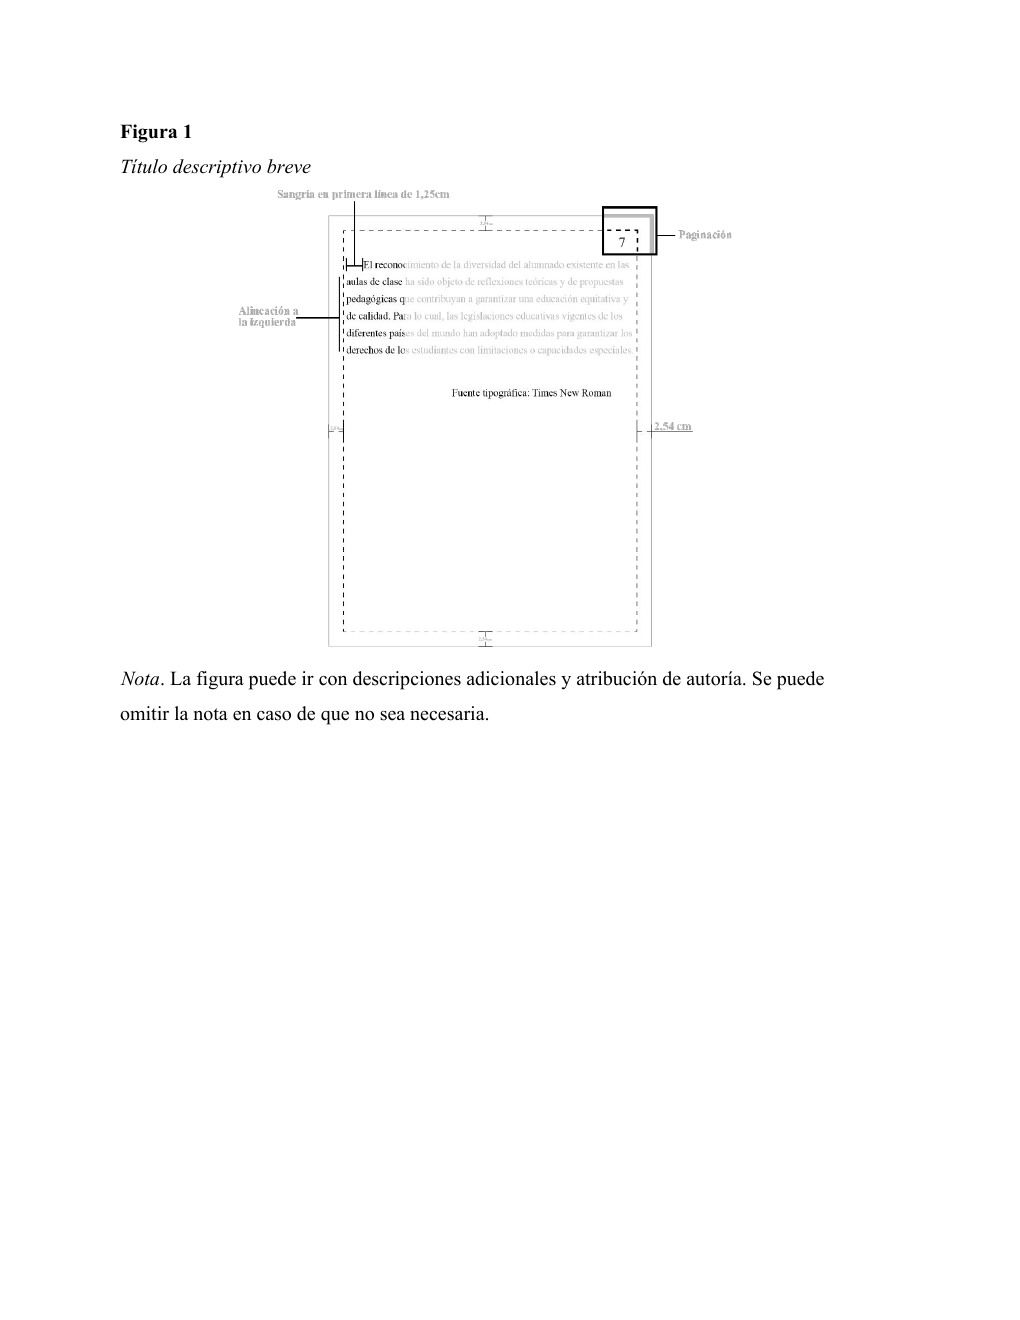 Figura 1
Título descriptivo breve
Sangria en primera línea de 1,25cm
Paginación
7
El reconocimiento de la diversidad del alumnado existente en las
aulas de clase ha sido objeto de reflexiones teóricas y de propuestas
pedagógicas que contribuyan a garantizar una educación equitativa y
de calidad. Para lo cual, las legislaciones educativas vigentes de los
diferentes países del mundo han adoptado medidas para garantizar los
derechos de los estudiantes con limitaciones o capacidades especiales.
Alineación a
la izquierda
Fuente tipográfica: Times New Roman
2.54 cm
Nota. La figura puede ir con descripciones adicionales y atribución de autoría. Se puede
omitir la nota en caso de que no sea necesaria.